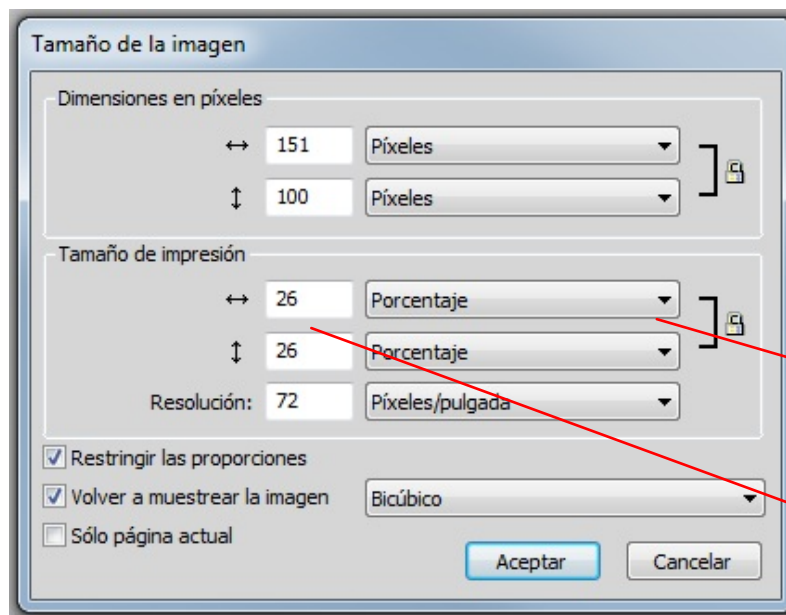 Tamaño de la imagen
Dimensiones en píxeles
151 Píxeles
100 Píxeles
Tamaño de impresión
26 Porcentaje
26 Porcentaje
Resolución: 72 Píxeles/pulgada
Restringir las proporciones
Volver a muestrear la imagen Bicúbico
Sólo página actual
Aceptar Cancelar